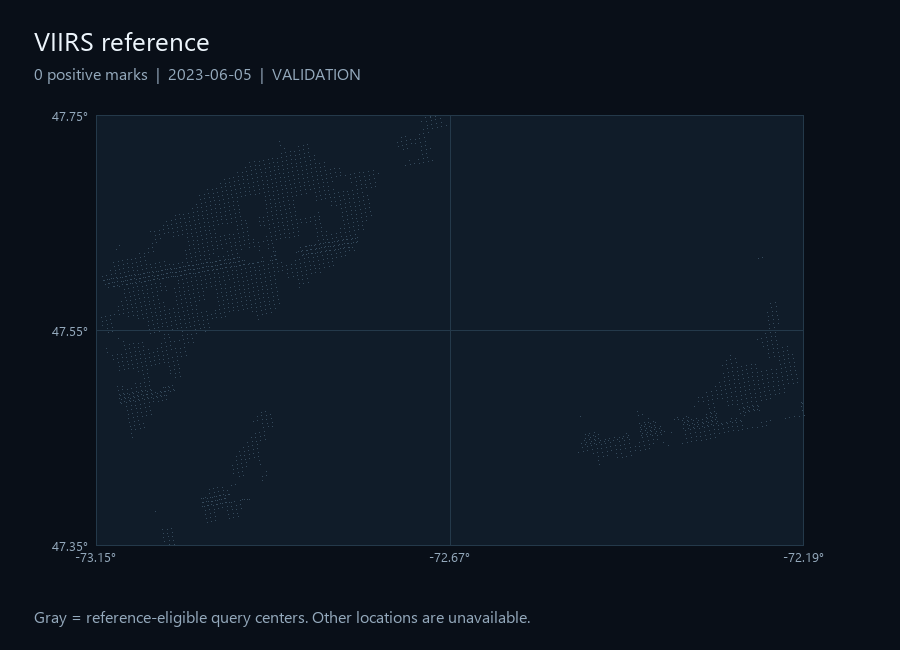 VIIRS reference
0 positive marks | 2023-06-05 | VALIDATION
47.75°
47.55°
47.35°
-73.15°
-72.67°
-72.19°
Gray = reference-eligible query centers. Other locations are unavailable.